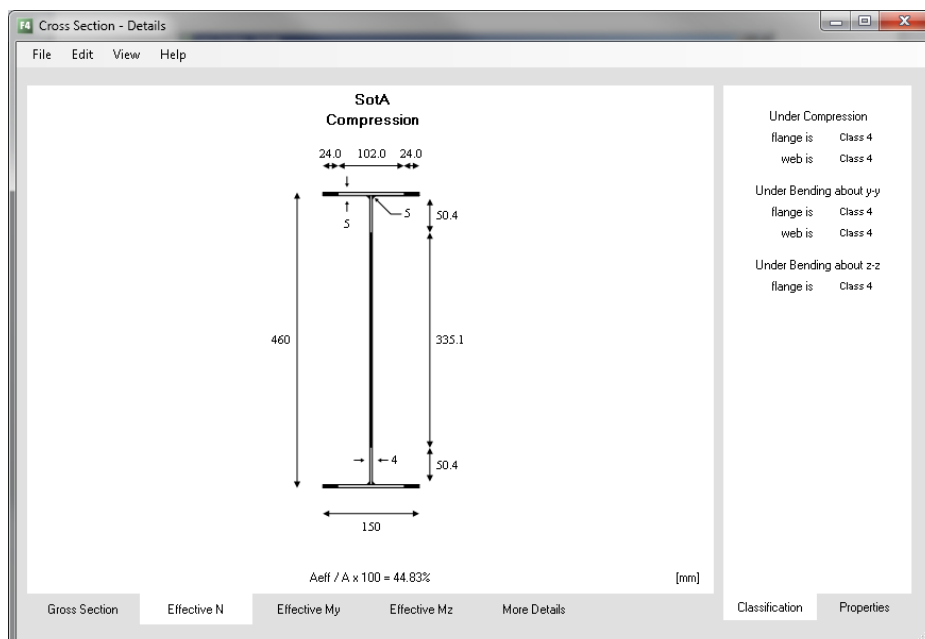 F4 Cross Section - Details
File Edit View Help
SotA
Compression
24.0 102.0 24.0
5
5
50.4
460
335.1
4
50.4
150
Aeff / A x 100 = 44.83%
[mm]
Gross Section Effective N Effective My Effective Mz More Details
Under Compression
flange is Class 4
web is Class 4
Under Bending about y-y
flange is Class 4
web is Class 4
Under Bending about z-z
flange is Class 4
Classification Properties